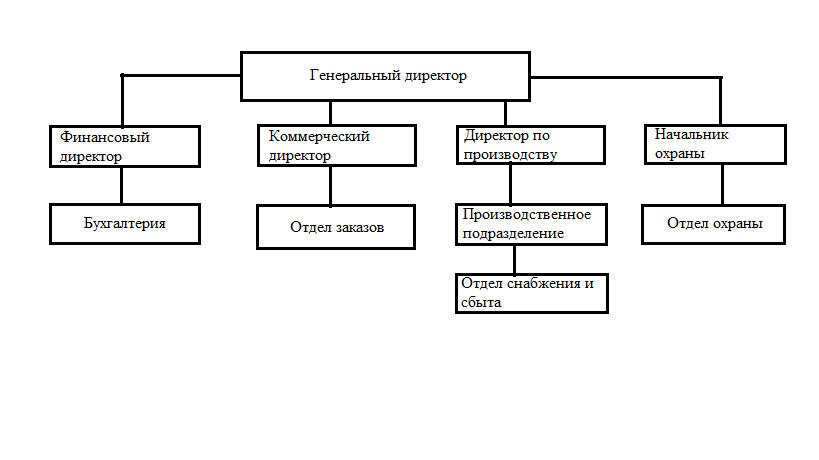 Генеральный директор
Финансовый
директор
Коммерческий
директор
Директор по
производству
Начальник
охраны
Бухгалтерия
Отдел заказов
Производственное
подразделение
Отдел охраны
Отдел снабжения и
сбыта